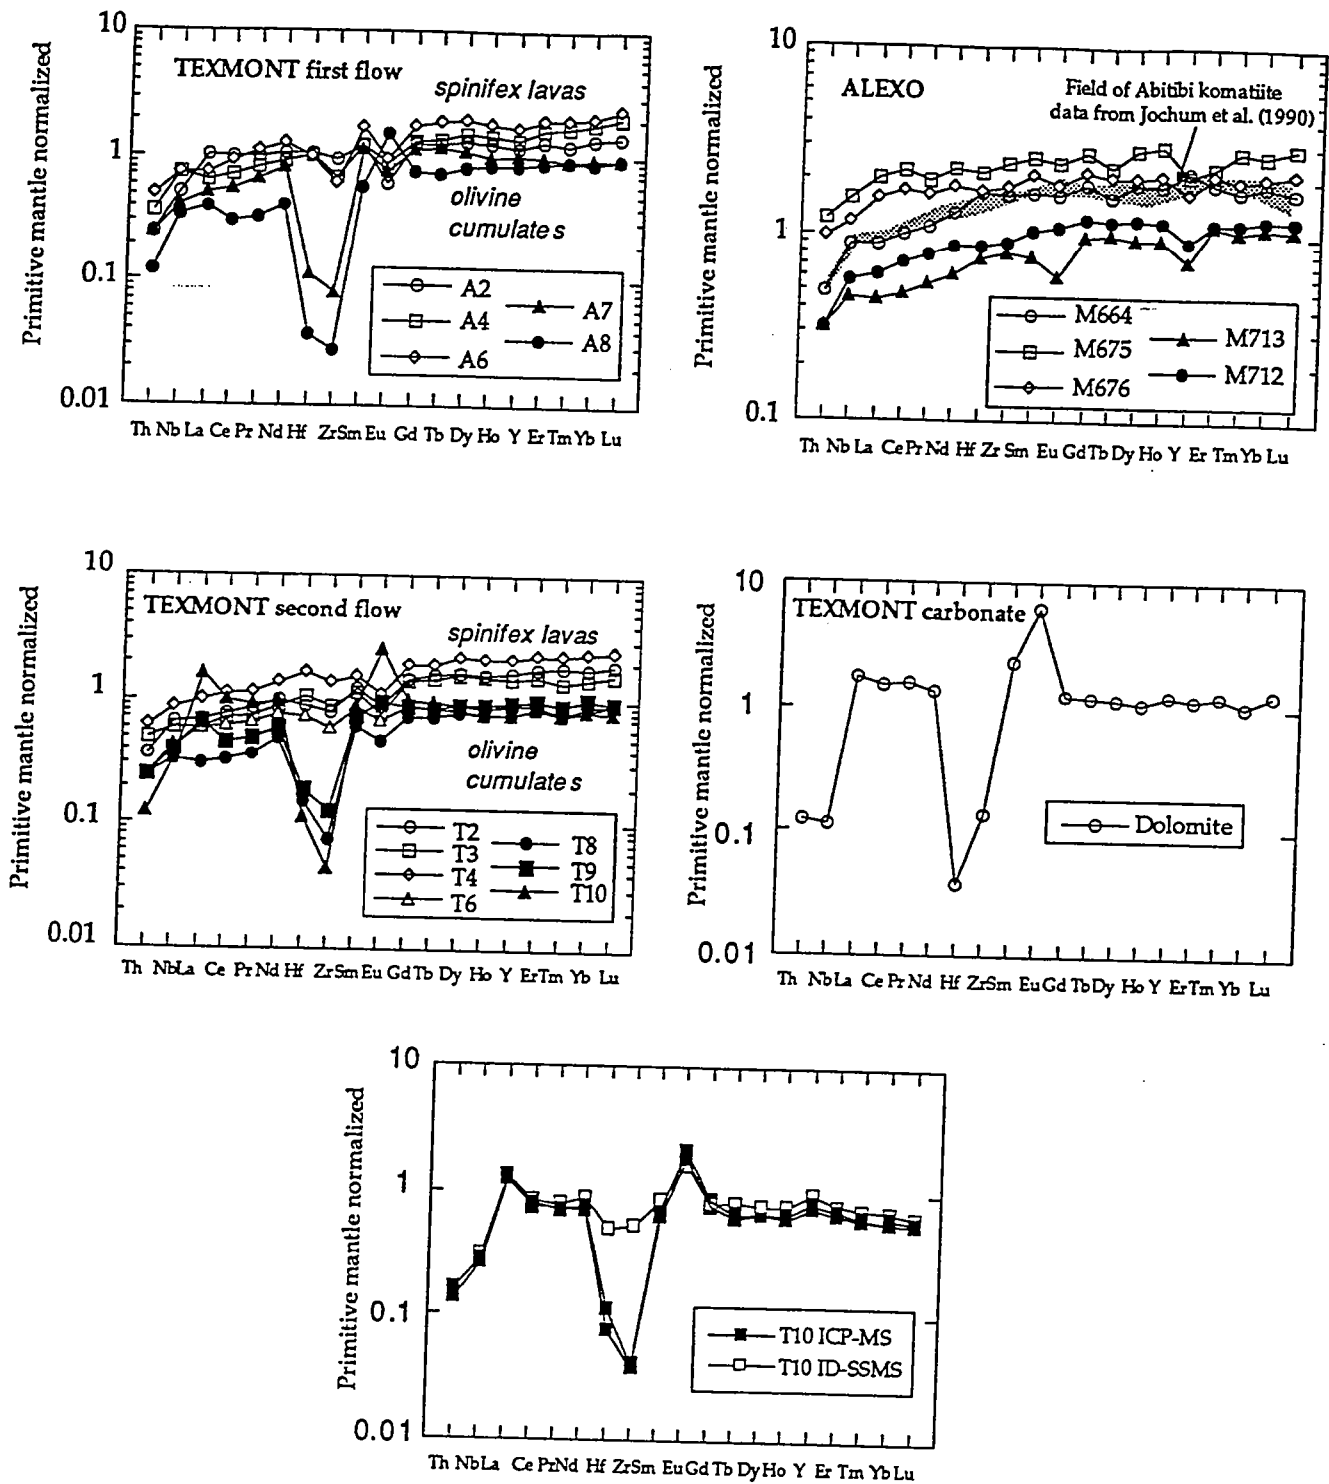 10
TEXMONT first flow
spinifex lavas
1
olivine
cumulates
0.1
A2
A4
A6
A7
A8
0.01
Primitive mantle normalized
Th Nb La Ce Pr Nd Hf Zr Sm Eu Gd Tb Dy Ho Y Er Tm Yb Lu
10
ALEXO
Field of Abitibi komatiite
data from Jochum et al. (1990)
1
M664
M675
M676
M713
M712
0.1
Primitive mantle normalized
Th Nb La Ce Pr Nd Hf Zr Sm Eu Gd Tb Dy Ho Y Er Tm Yb Lu
10
TEXMONT second flow
spinifex lavas
1
olivine
cumulates
0.1
T2
T3
T4
T6
T8
T9
T10
0.01
Primitive mantle normalized
Th Nb La Ce Pr Nd Hf Zr Sm Eu Gd Tb Dy Ho Y Er Tm Yb Lu
10
TEXMONT carbonate
1
0.1
Dolomite
0.01
Primitive mantle normalized
Th Nb La Ce Pr Nd Hf Zr Sm Eu Gd Tb Dy Ho Y Er Tm Yb Lu
10
1
0.1
T10 ICP-MS
T10 ID-SSMS
0.01
Primitive mantle normalized
Th Nb La Ce Pr Nd Hf Zr Sm Eu Gd Tb Dy Ho Y Er Tm Yb Lu